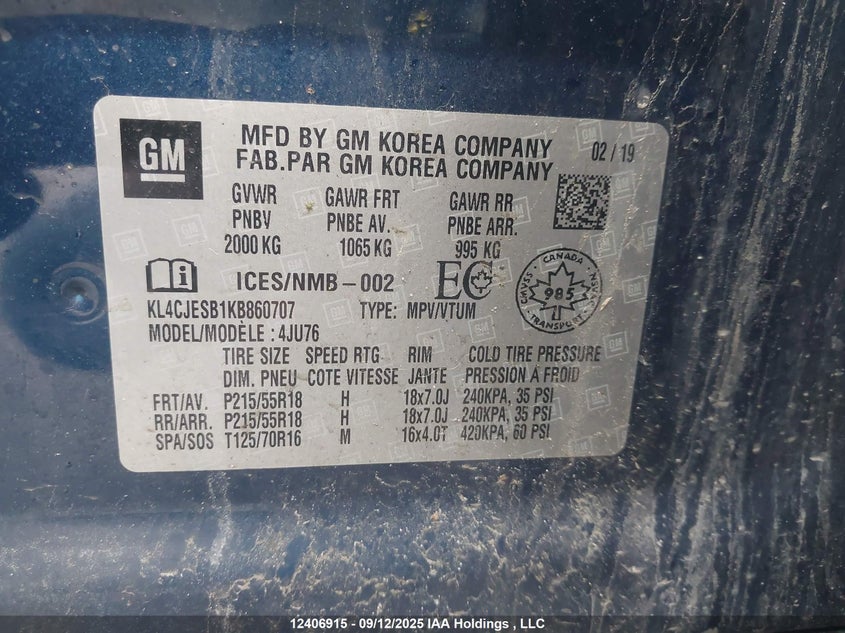 GM
MFD BY GM KOREA COMPANY 02 / 19
FAB.PAR GM KOREA COMPANY
GVWR GAWR FRT GAWR RR
PNBV PNBE AV. PNBE ARR.
2000 KG 1065 KG 995 KG
ICES/NMB-002 EC
CANADA
SSVAC 985 NSVAC
TRANSPORT
KL4CJESB1KB860707 TYPE: MPV/VTUM
MODEL/MODÈLE : 4JU76
TIRE SIZE SPEED RTG RIM COLD TIRE PRESSURE
DIM. PNEU COTE VITESSE JANTE PRESSION À FROID
FRT/AV. P215/55R18 H 18x7.0J 240KPA, 35 PSI
RR/ARR. P215/55R18 H 18x7.0J 240KPA, 35 PSI
SPA/SOS T125/70R16 M 16x4.0T 420KPA, 60 PSI
12406915 - 09/12/2025 IAA Holdings , LLC